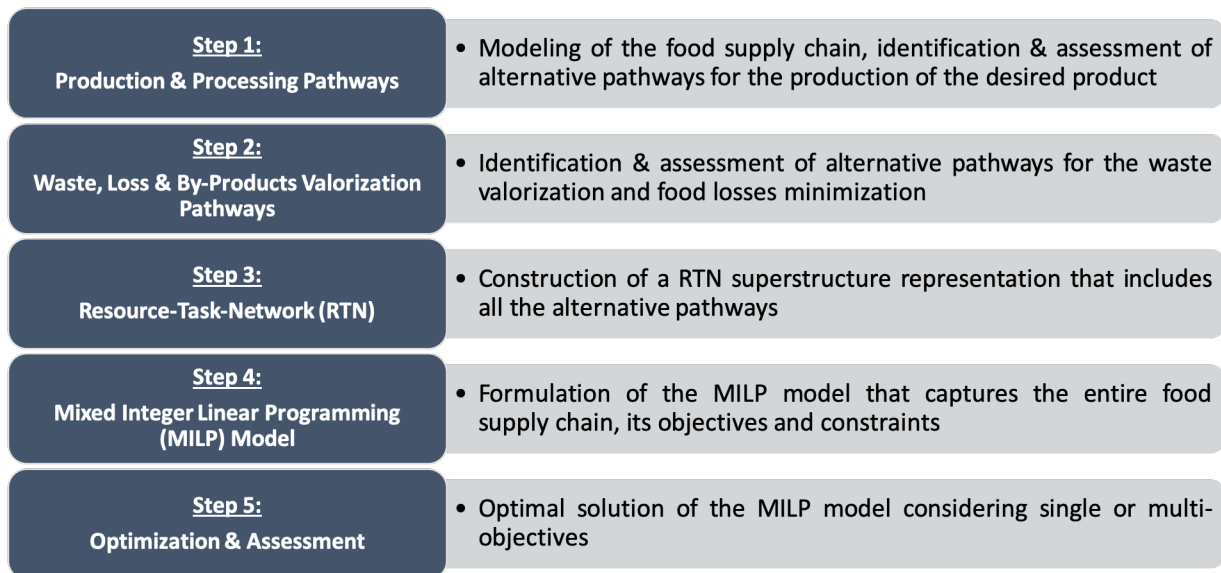 Step 1:
Production & Processing Pathways
• Modeling of the food supply chain, identification & assessment of
alternative pathways for the production of the desired product
Step 2:
Waste, Loss & By-Products Valorization
Pathways
• Identification & assessment of alternative pathways for the waste
valorization and food losses minimization
Step 3:
Resource-Task-Network (RTN)
• Construction of a RTN superstructure representation that includes
all the alternative pathways
Step 4:
Mixed Integer Linear Programming
(MILP) Model
• Formulation of the MILP model that captures the entire food
supply chain, its objectives and constraints
Step 5:
Optimization & Assessment
• Optimal solution of the MILP model considering single or multi-
objectives